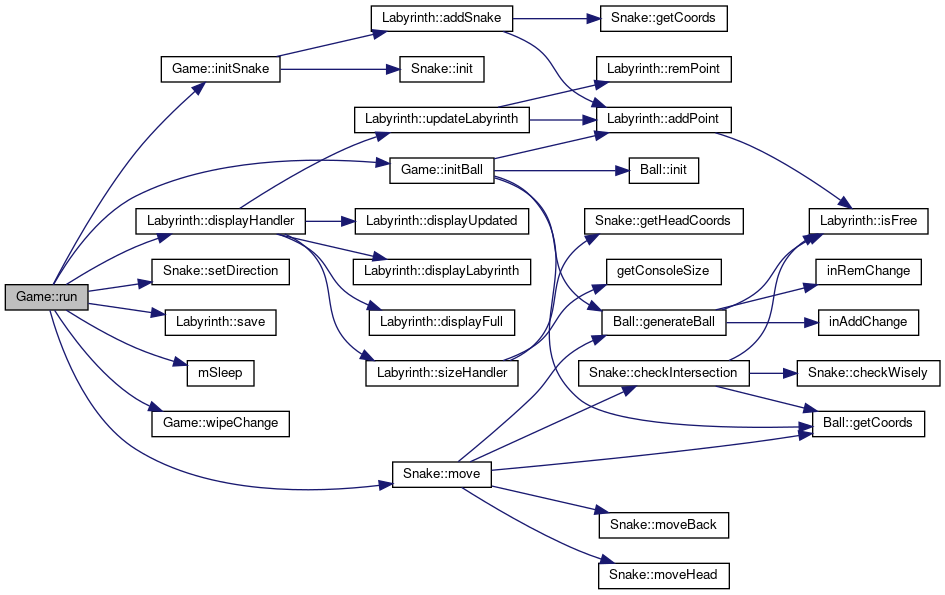 Game::run
Game::initSnake
Game::initBall
Labyrinth::displayHandler
Snake::setDirection
Labyrinth::save
mSleep
Game::wipeChange
Snake::move
Labyrinth::addSnake
Snake::init
Labyrinth::updateLabyrinth
Labyrinth::displayUpdated
Labyrinth::displayLabyrinth
Labyrinth::displayFull
Labyrinth::sizeHandler
Snake::getCoords
Labyrinth::remPoint
Labyrinth::addPoint
Ball::init
Snake::getHeadCoords
getConsoleSize
Ball::generateBall
Snake::checkIntersection
Snake::moveBack
Snake::moveHead
Labyrinth::isFree
inRemChange
inAddChange
Snake::checkWisely
Ball::getCoords